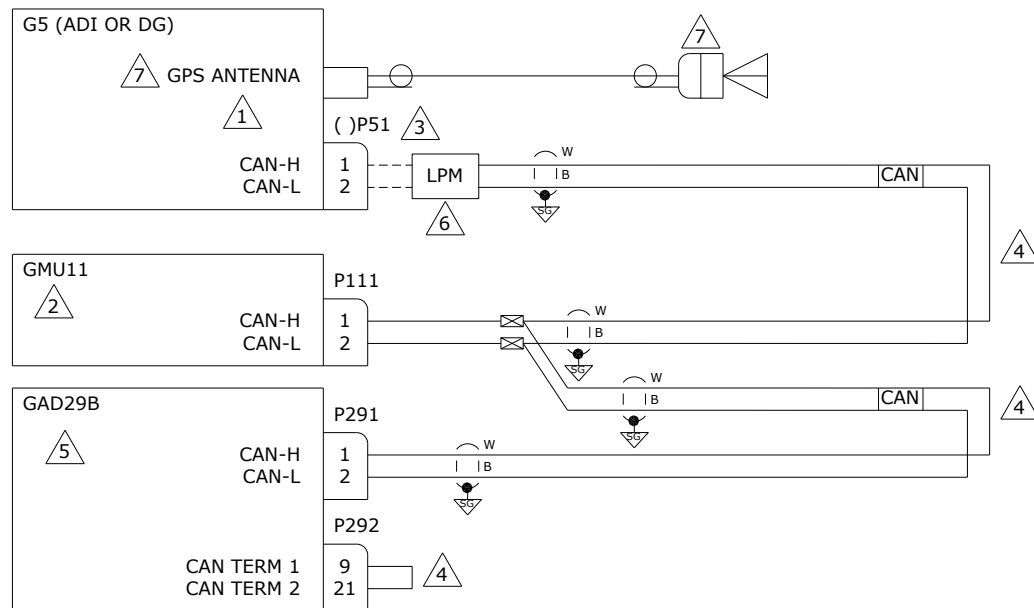 G5 (ADI OR DG)
7 GPS ANTENNA
7
1
( )P51 3
CAN-H 1
CAN-L 2
LPM
6
W
B
SG
CAN
4
GMU11
2
P111
CAN-H 1
CAN-L 2
W
B
SG
W
B
SG
CAN
4
GAD29B
5
P291
CAN-H 1
CAN-L 2
W
B
SG
P292
CAN TERM 1 9
CAN TERM 2 21
4